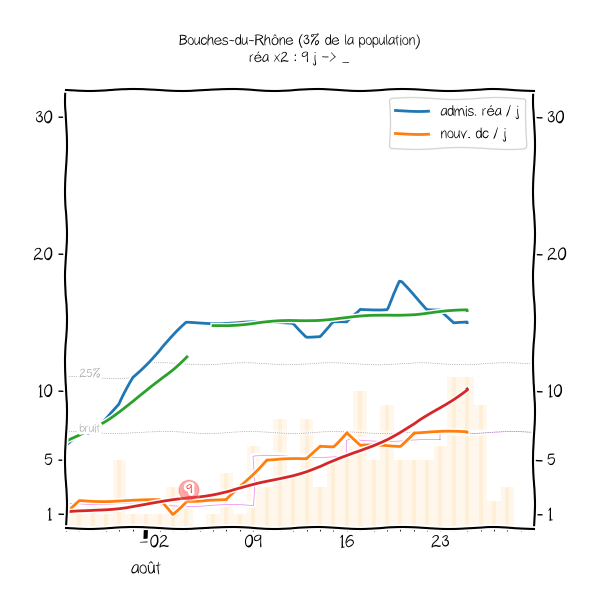 Bouches-du-Rhône (3% de la population)
réa x2 : 9 j -> _
admis. réa / j
nouv. dc / j
30
30
20
20
25%
10
10
bruit
5
5
9
1
1
-02
09
16
23
août